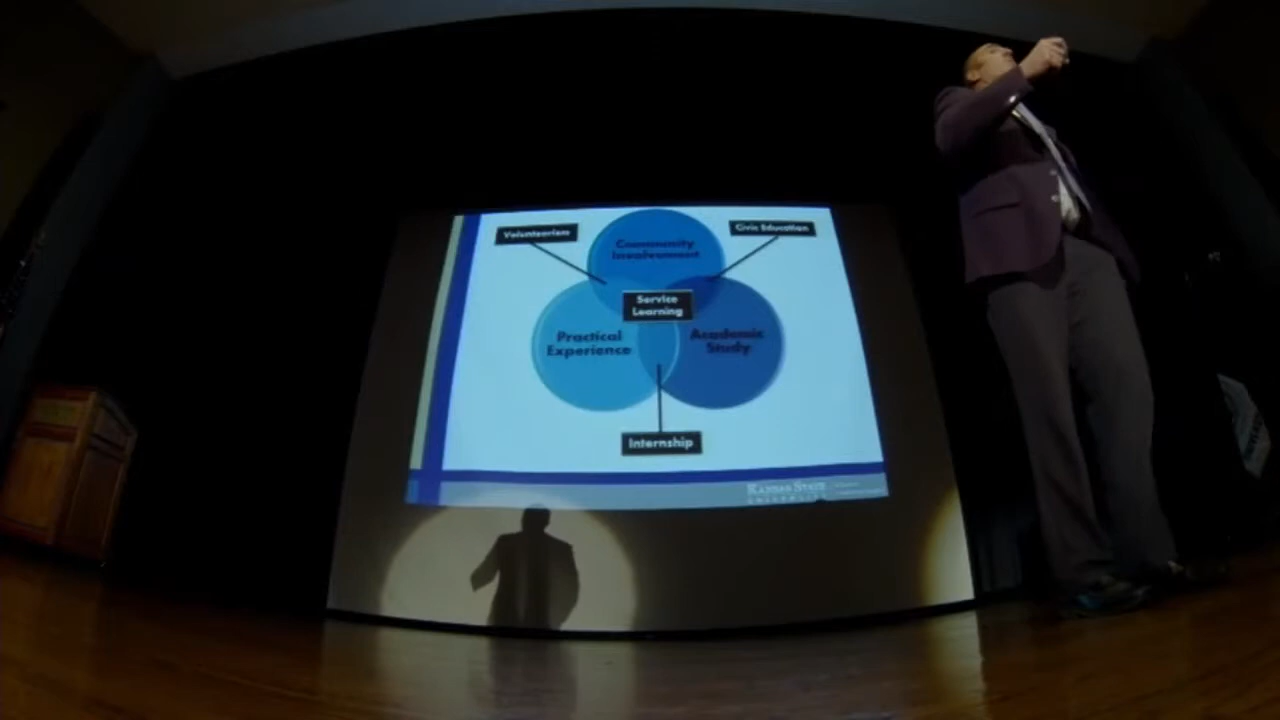 Volunteerism
Civic Education
Community
Involvement
Service
Learning
Practical
Experience
Academic
Study
Internship
KANSAS STATE
UNIVERSITY